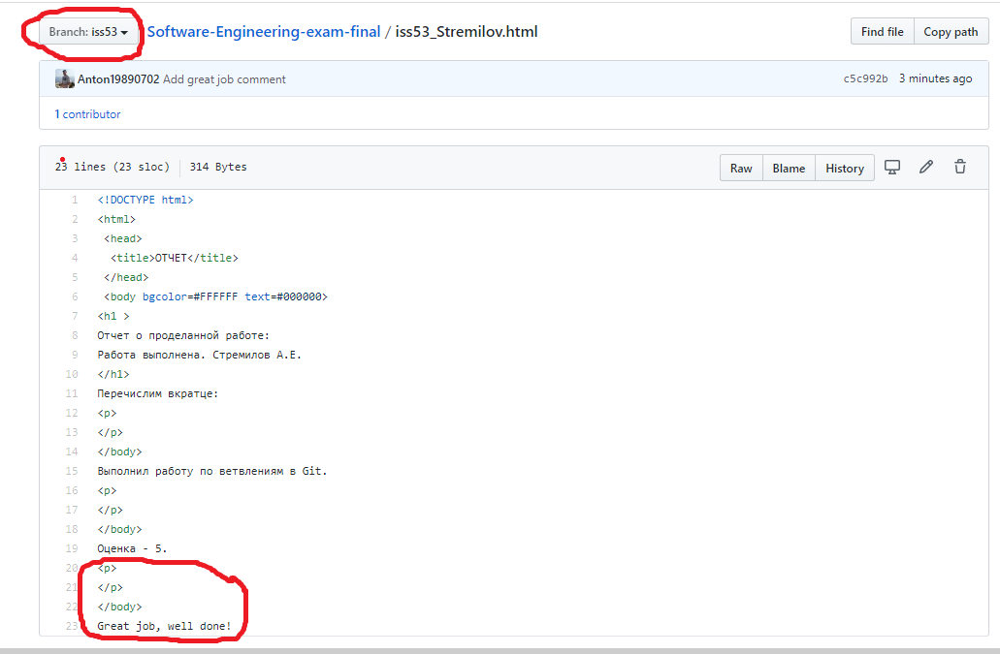 Branch: iss53 Software-Engineering-exam-final / iss53_Stremilov.html Find file Copy path
Anton19890702 Add great job comment c5c992b 3 minutes ago
1 contributor
23 lines (23 sloc) 314 Bytes Raw Blame History
1 <!DOCTYPE html>
2 <html>
3 <head>
4 <title>ОТЧЕТ</title>
5 </head>
6 <body bgcolor=#FFFFFF text=#000000>
7 <h1 >
8 Отчет о проделанной работе:
9 Работа выполнена. Стремилов А.Е.
10 </h1>
11 Перечислим вкратце:
12 <p>
13 </p>
14 </body>
15 Выполнил работу по ветвлениям в Git.
16 <p>
17 </p>
18 </body>
19 Оценка - 5.
20 <p>
21 </p>
22 </body>
23 Great job, well done!